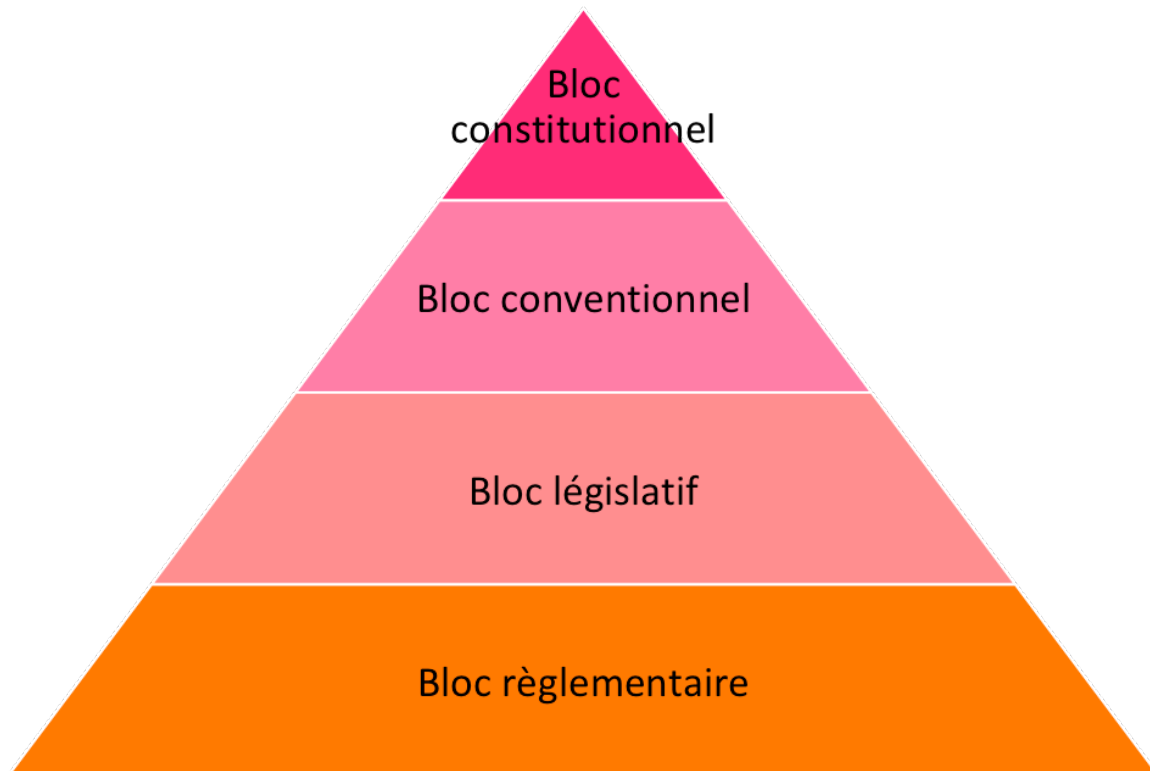 Bloc
constitutionnel
Bloc conventionnel
Bloc législatif
Bloc règlementaire